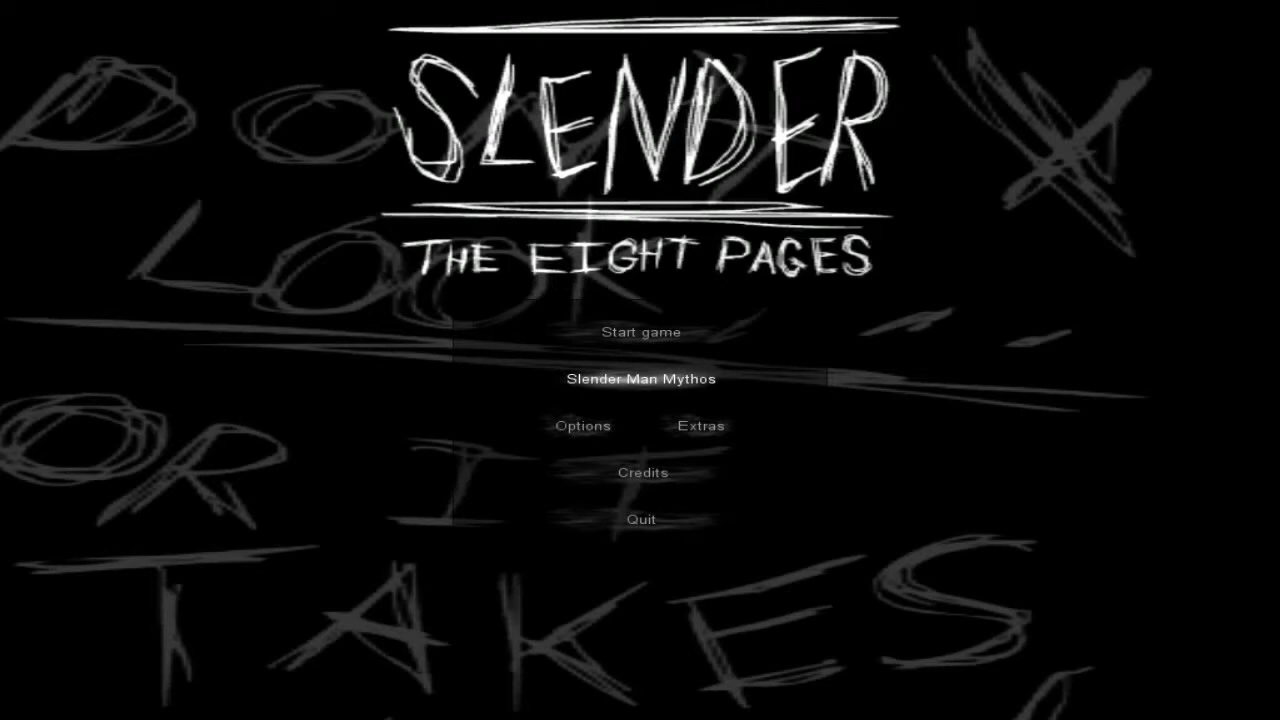 SLENDER
THE EIGHT PAGES
Start game
Slender Man Mythos
Options Extras
Credits
Quit
LOOK
OR IT
TAKES